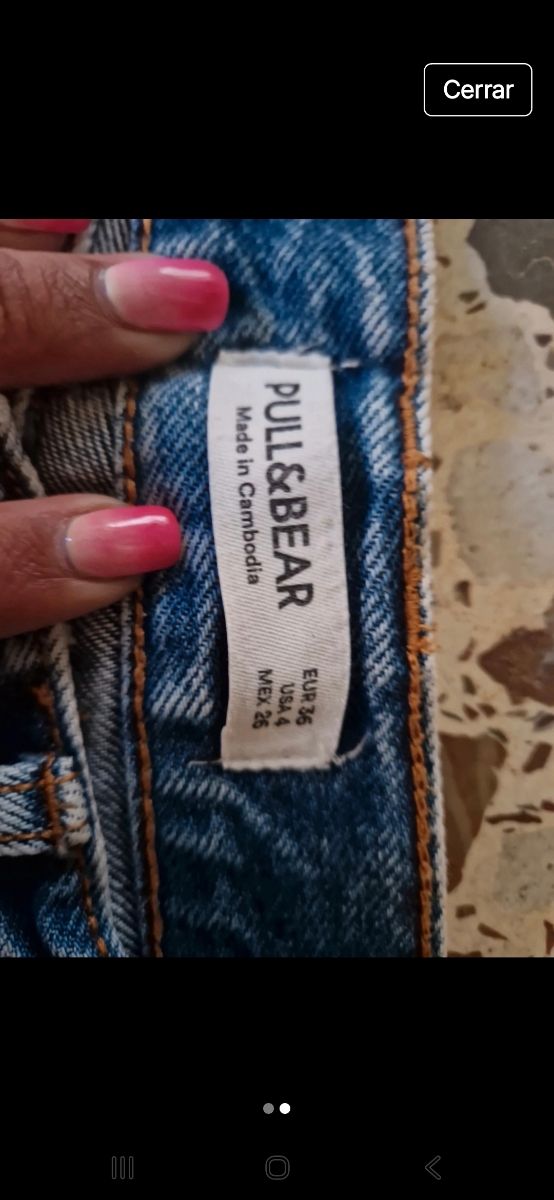 Cerrar
PULL&BEAR
Made in Cambodia
EUR 36
USA 4
MEX 26